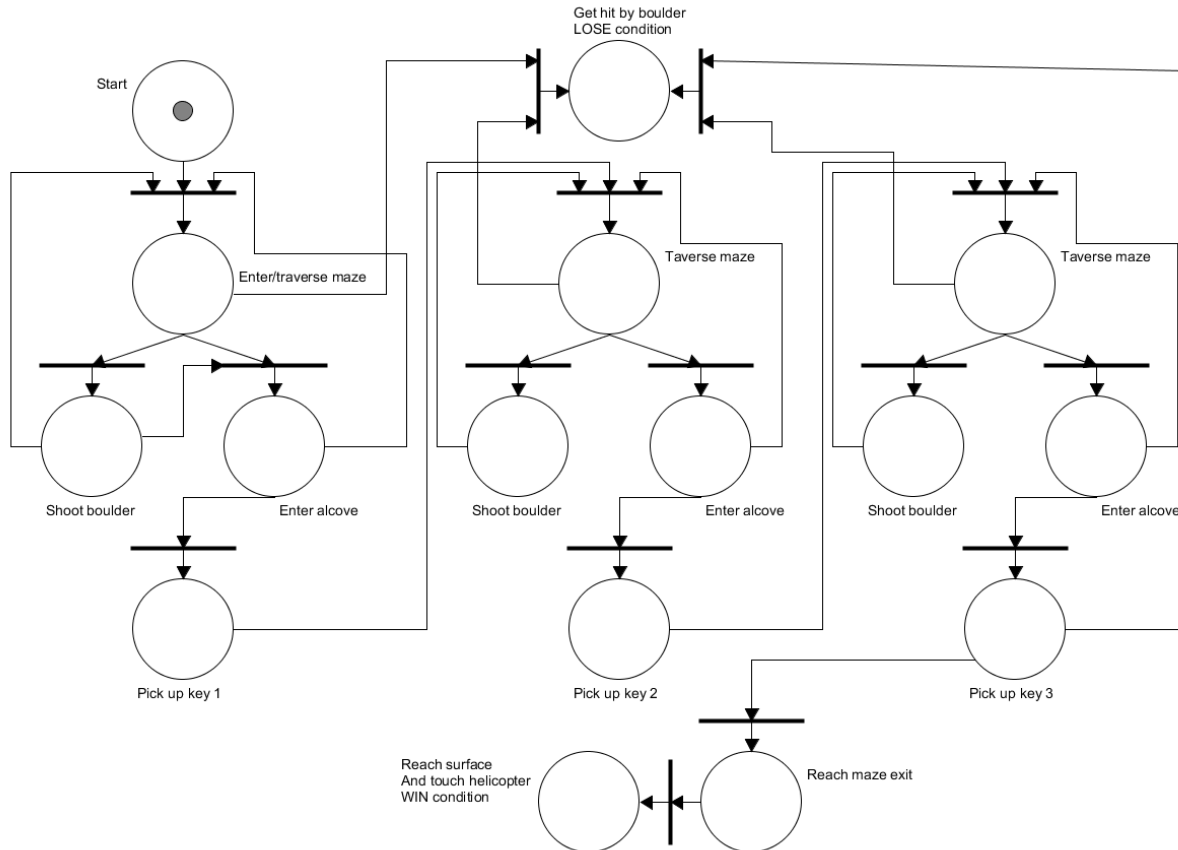 Get hit by boulder
LOSE condition
Start
Enter/traverse maze
Taverse maze
Taverse maze
Shoot boulder
Enter alcove
Shoot boulder
Enter alcove
Shoot boulder
Enter alcove
Pick up key 1
Pick up key 2
Pick up key 3
Reach surface
And touch helicopter
WIN condition
Reach maze exit